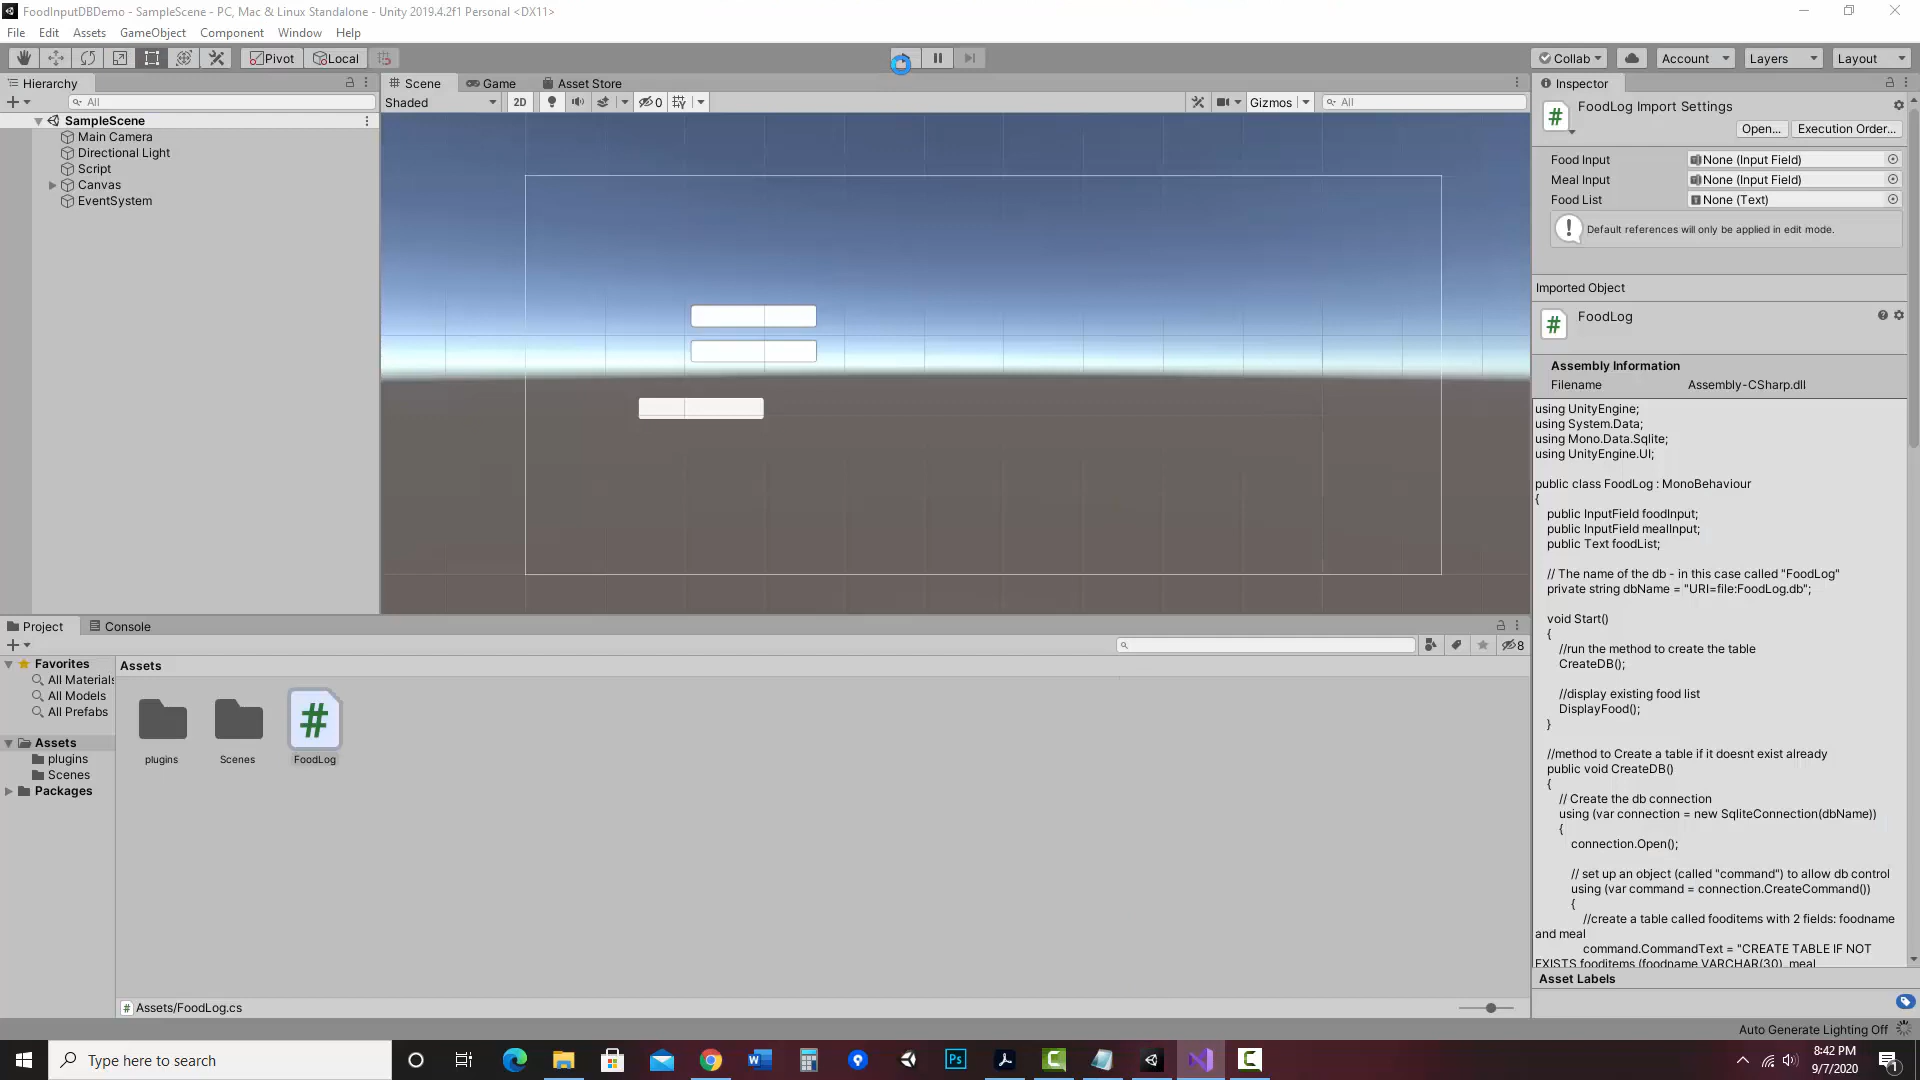 FoodInputDBDemo - SampleScene - PC, Mac & Linux Standalone - Unity 2019.4.2f1 Personal <DX11>
File Edit Assets GameObject Component Window Help
Pivot Local Collab Account Layers Layout
Hierarchy
All
SampleScene
Main Camera
Directional Light
Script
Canvas
EventSystem
Scene Game Asset Store
Shaded 2D 0 Gizmos All
Inspector
FoodLog Import Settings
Open... Execution Order...
Food Input None (Input Field)
Meal Input None (Input Field)
Food List None (Text)
Default references will only be applied in edit mode.
Imported Object
FoodLog
Assembly Information
Filename Assembly-CSharp.dll
using UnityEngine;
using System.Data;
using Mono.Data.Sqlite;
using UnityEngine.UI;
public class FoodLog : MonoBehaviour
{
public InputField foodInput;
public InputField mealInput;
public Text foodList;
// The name of the db - in this case called "FoodLog"
private string dbName = "URI=file:FoodLog.db";
void Start()
{
//run the method to create the table
CreateDB();
//display existing food list
DisplayFood();
}
//method to Create a table if it doesnt exist already
public void CreateDB()
{
// Create the db connection
using (var connection = new SqliteConnection(dbName))
{
connection.Open();
// set up an object (called "command") to allow db control
using (var command = connection.CreateCommand())
{
//create a table called fooditems with 2 fields: foodname
and meal
command.CommandText = "CREATE TABLE IF NOT
EXISTS fooditems (foodname VARCHAR(30), meal
Asset Labels
Project Console
8
Favorites
All Materials
All Models
All Prefabs
Assets
plugins
Scenes
Packages
Assets
plugins Scenes FoodLog
Assets/FoodLog.cs
Auto Generate Lighting Off
Type here to search
8:42 PM
9/7/2020
1